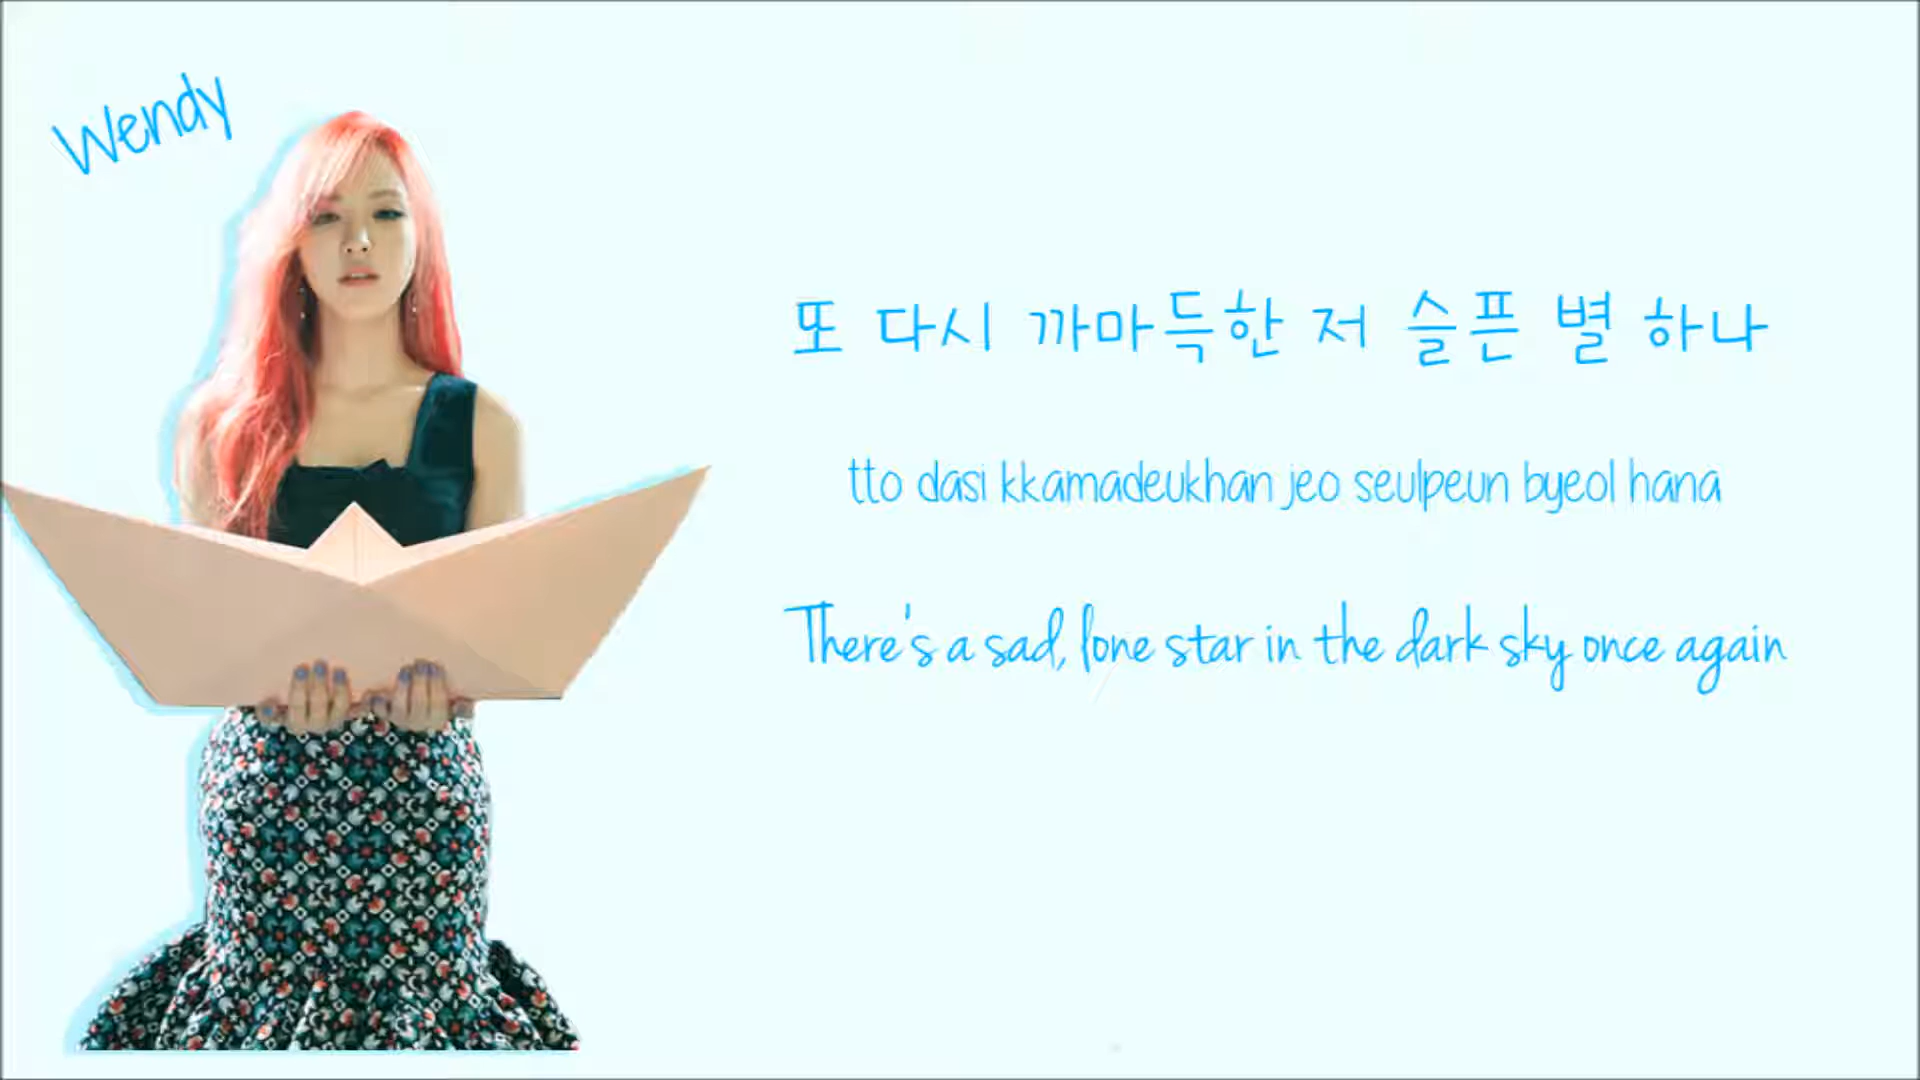 Wendy
또 다시 까마득한 저 슬픈 별 하나
tto dasi kkamadeukhan jeo seulpeun byeol hana
There's a sad, lone star in the dark sky once again